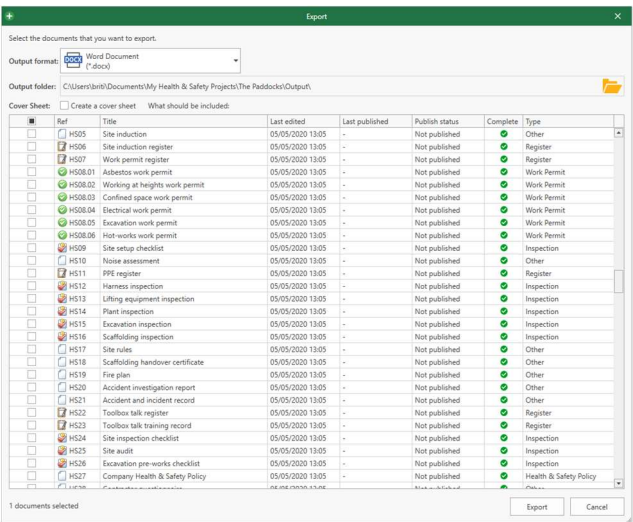 Export
Select the documents that you want to export.
Output format: DOCX Word Document (*.docx)
Output folder: C:\Users\briti\Documents\My Health & Safety Projects\The Paddocks\Output\
Cover Sheet: Create a cover sheet What should be included:
Ref Title Last edited Last published Publish status Complete Type
HS05 Site induction 05/05/2020 13:05 - Not published Other
HS06 Site induction register 05/05/2020 13:05 - Not published Register
HS07 Work permit register 05/05/2020 13:05 - Not published Register
HS08.01 Asbestos work permit 05/05/2020 13:05 - Not published Work Permit
HS08.02 Working at heights work permit 05/05/2020 13:05 - Not published Work Permit
HS08.03 Confined space work permit 05/05/2020 13:05 - Not published Work Permit
HS08.04 Electrical work permit 05/05/2020 13:05 - Not published Work Permit
HS08.05 Excavation work permit 05/05/2020 13:05 - Not published Work Permit
HS08.06 Hot-works work permit 05/05/2020 13:05 - Not published Work Permit
HS09 Site setup checklist 05/05/2020 13:05 - Not published Inspection
HS10 Noise assessment 05/05/2020 13:05 - Not published Other
HS11 PPE register 05/05/2020 13:05 - Not published Register
HS12 Harness inspection 05/05/2020 13:05 - Not published Inspection
HS13 Lifting equipment inspection 05/05/2020 13:05 - Not published Inspection
HS14 Plant inspection 05/05/2020 13:05 - Not published Inspection
HS15 Excavation inspection 05/05/2020 13:05 - Not published Inspection
HS16 Scaffolding inspection 05/05/2020 13:05 - Not published Inspection
HS17 Site rules 05/05/2020 13:05 - Not published Other
HS18 Scaffolding handover certificate 05/05/2020 13:05 - Not published Other
HS19 Fire plan 05/05/2020 13:05 - Not published Other
HS20 Accident investigation report 05/05/2020 13:05 - Not published Other
HS21 Accident and incident record 05/05/2020 13:05 - Not published Other
HS22 Toolbox talk register 05/05/2020 13:05 - Not published Register
HS23 Toolbox talk training record 05/05/2020 13:05 - Not published Register
HS24 Site inspection checklist 05/05/2020 13:05 - Not published Inspection
HS25 Site audit 05/05/2020 13:05 - Not published Inspection
HS26 Excavation pre-works checklist 05/05/2020 13:05 - Not published Inspection
HS27 Company Health & Safety Policy 05/05/2020 13:05 - Not published Health & Safety Policy
1 documents selected Export Cancel